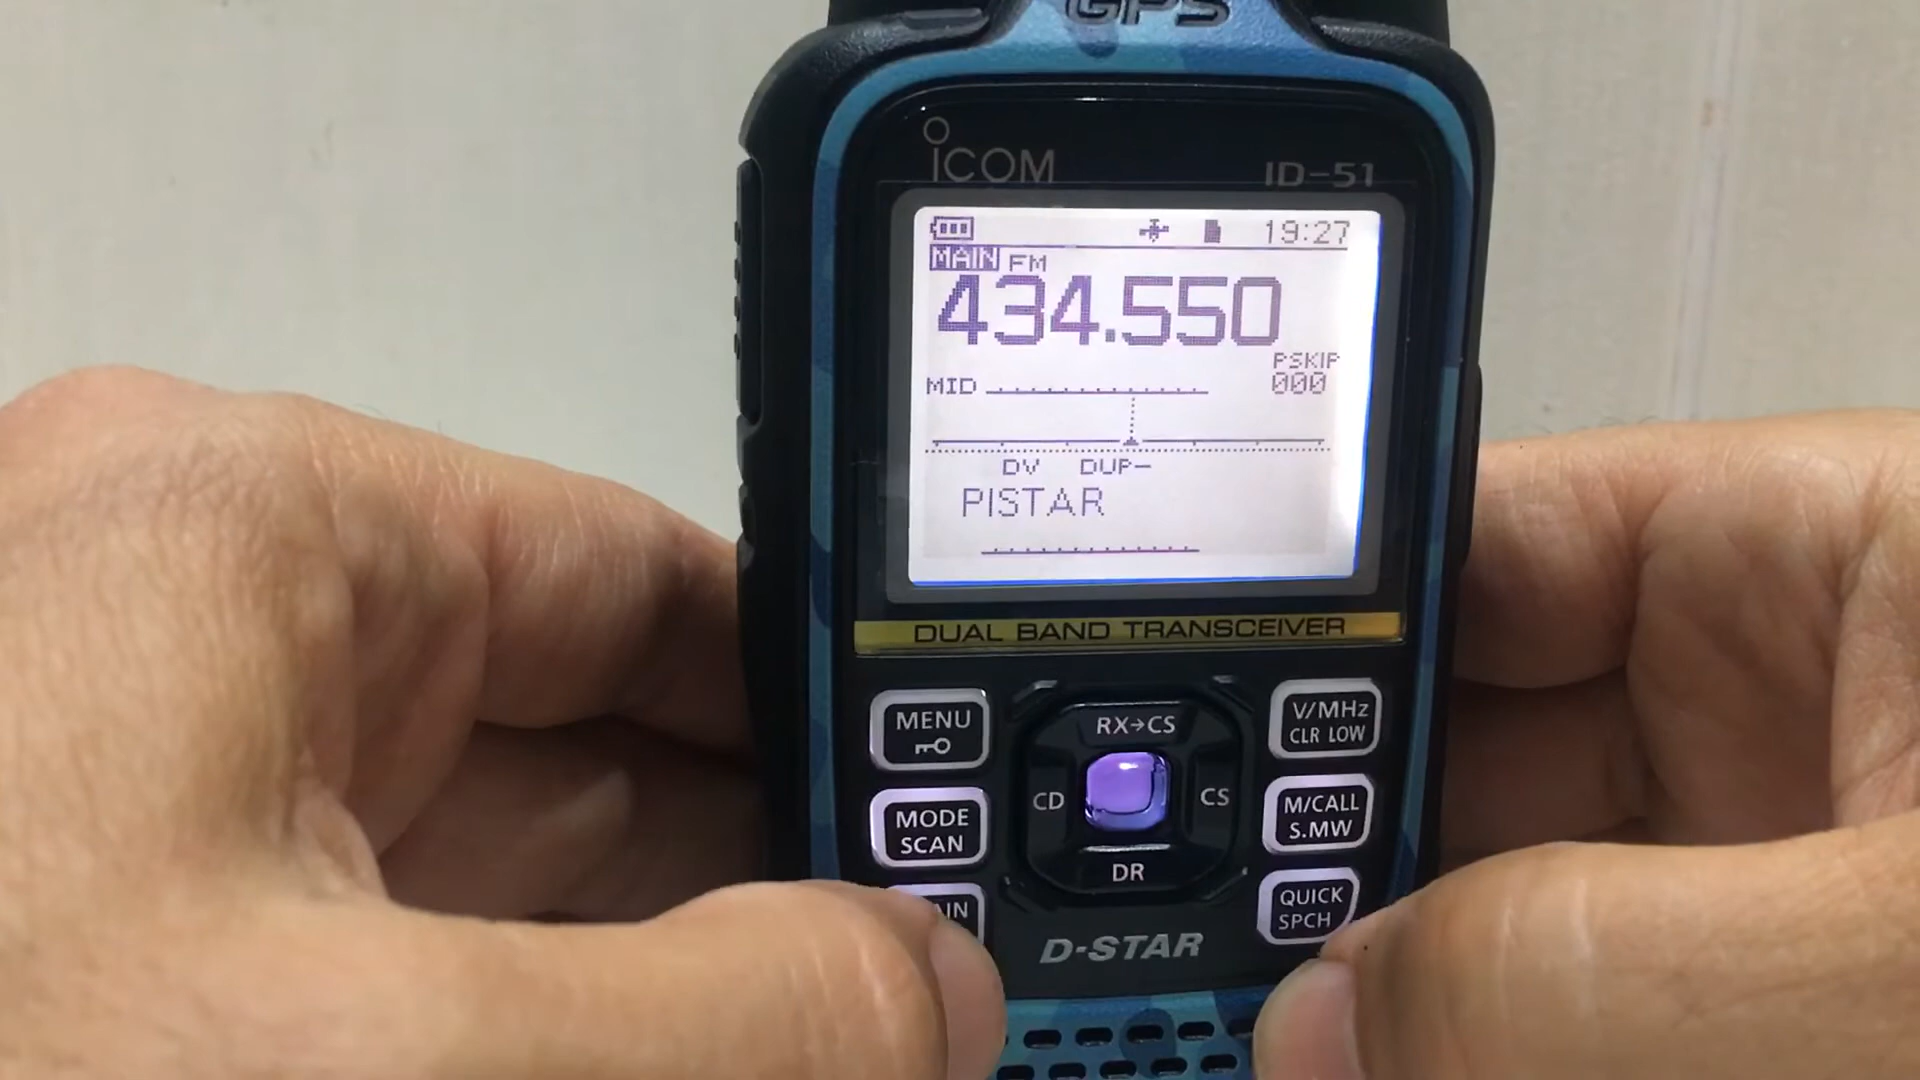 GPS
ICOM
ID-51
19:27
MAIN FM
434.550
PSKIP
MID 000
DV DUP-
PISTAR
DUAL BAND TRANSCEIVER
MENU
RX→CS
V/MHz
CLR LOW
CD
CS
MODE
SCAN
M/CALL
S.MW
DR
QUICK
SPCH
D-STAR